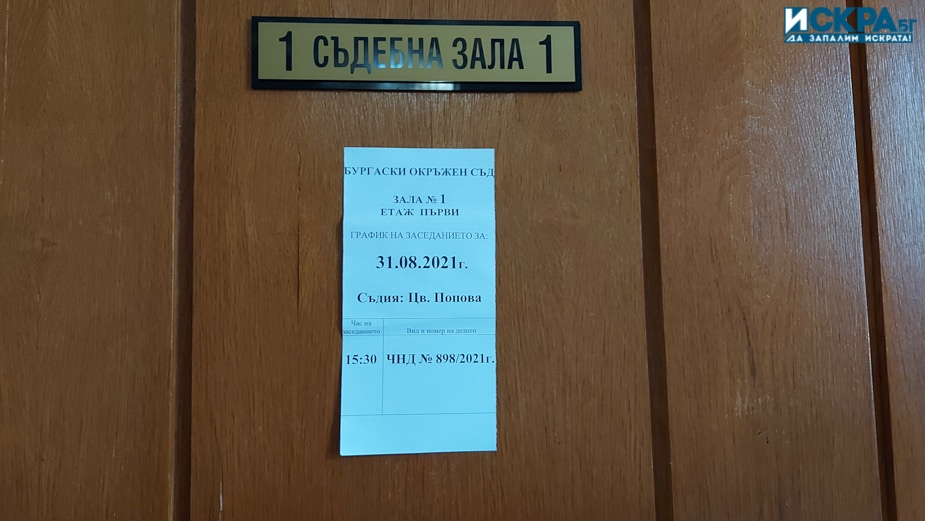 ИСКРА.БГ
ДА ЗАПАЛИМ ИСКРАТА!
1 СЪДЕБНА ЗАЛА 1
БУРГАСКИ ОКРЪЖЕН СЪД
ЗАЛА № 1
ЕТАЖ ПЪРВИ
ГРАФИК НА ЗАСЕДАНИЕТО ЗА:
31.08.2021г.
Съдия: Цв. Попова
Час на
заседанието
Вид и номер на делото
15:30 ЧНД № 898/2021г.